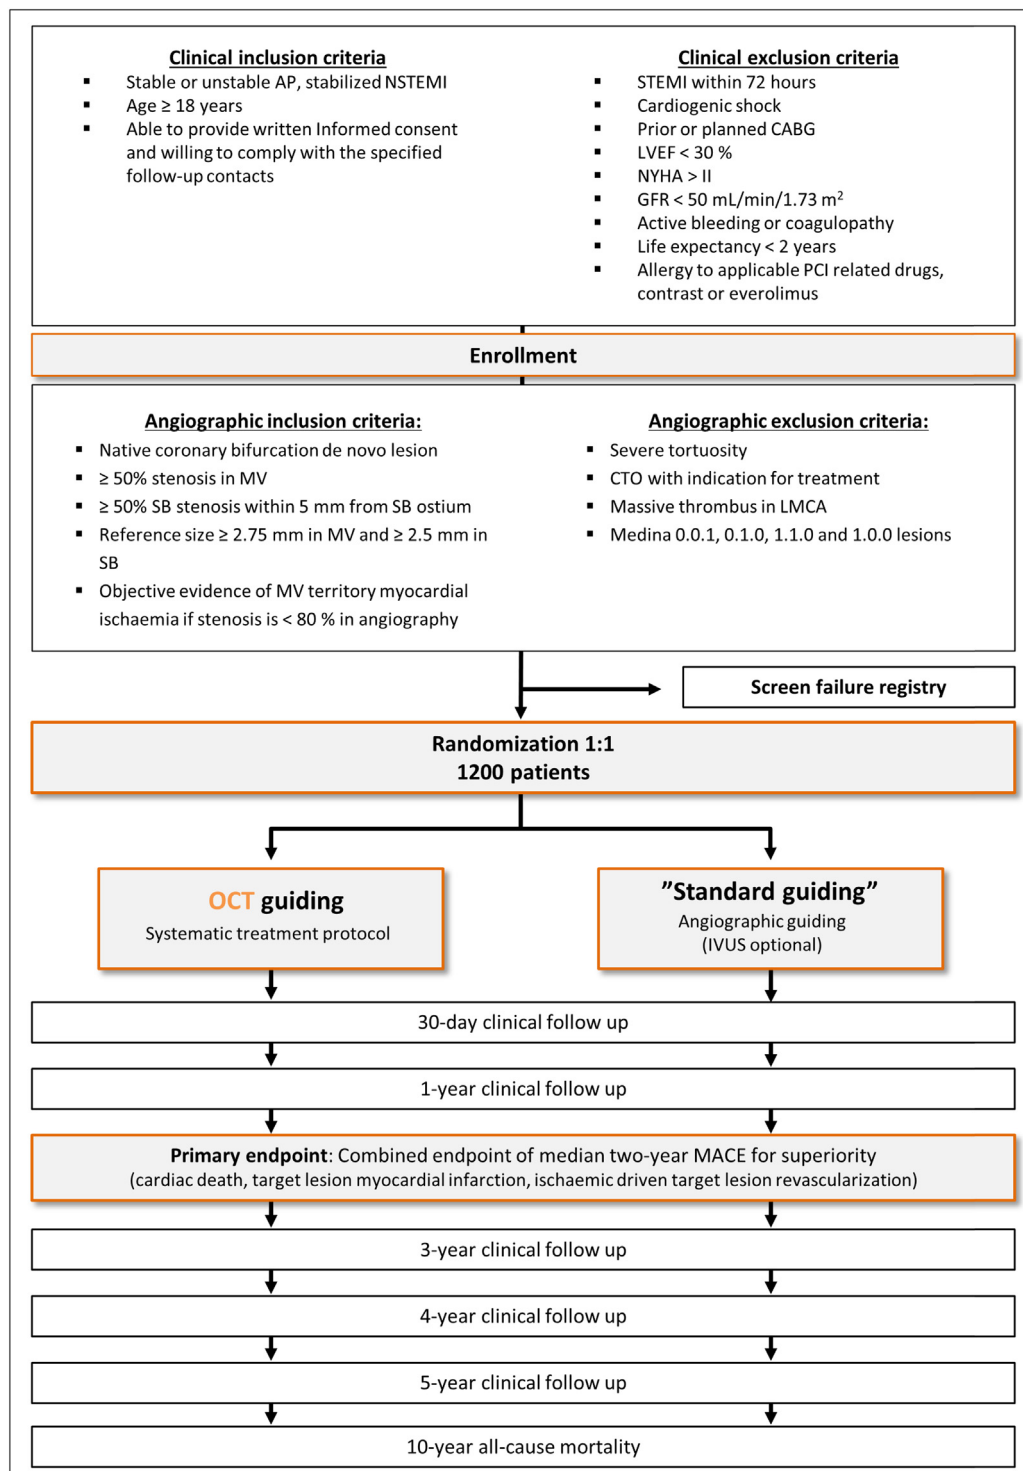 Clinical inclusion criteria
▪ Stable or unstable AP, stabilized NSTEMI
▪ Age ≥ 18 years
▪ Able to provide written Informed consent
and willing to comply with the specified
follow-up contacts
Clinical exclusion criteria
▪ STEMI within 72 hours
▪ Cardiogenic shock
▪ Prior or planned CABG
▪ LVEF < 30 %
▪ NYHA > II
▪ GFR < 50 mL/min/1.73 m²
▪ Active bleeding or coagulopathy
▪ Life expectancy < 2 years
▪ Allergy to applicable PCI related drugs,
contrast or everolimus
Enrollment
Angiographic inclusion criteria:
▪ Native coronary bifurcation de novo lesion
▪ ≥ 50% stenosis in MV
▪ ≥ 50% SB stenosis within 5 mm from SB ostium
▪ Reference size ≥ 2.75 mm in MV and ≥ 2.5 mm in
SB
▪ Objective evidence of MV territory myocardial
ischaemia if stenosis is < 80 % in angiography
Angiographic exclusion criteria:
▪ Severe tortuosity
▪ CTO with indication for treatment
▪ Massive thrombus in LMCA
▪ Medina 0.0.1, 0.1.0, 1.1.0 and 1.0.0 lesions
Screen failure registry
Randomization 1:1
1200 patients
OCT guiding
Systematic treatment protocol
”Standard guiding”
Angiographic guiding
(IVUS optional)
30-day clinical follow up
1-year clinical follow up
Primary endpoint: Combined endpoint of median two-year MACE for superiority
(cardiac death, target lesion myocardial infarction, ischaemic driven target lesion revascularization)
3-year clinical follow up
4-year clinical follow up
5-year clinical follow up
10-year all-cause mortality